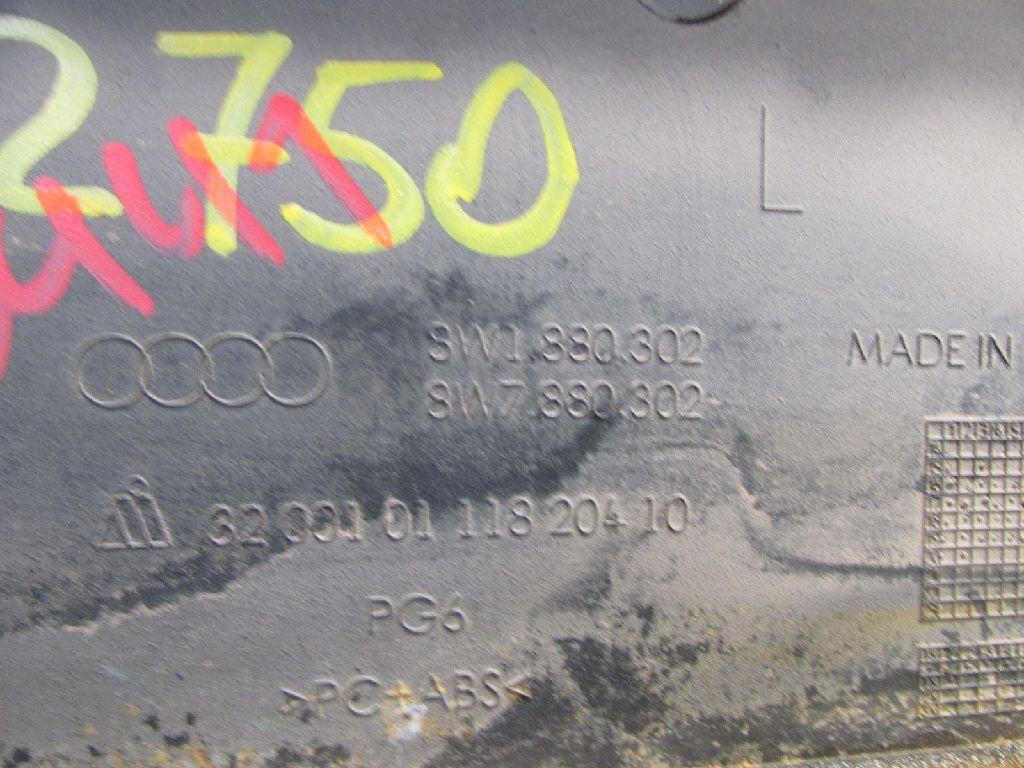 2750
L
8W1.880.302
8W7.880.302
MADE IN
32 001 01 118 204 10
PG6
>PC+ABS<